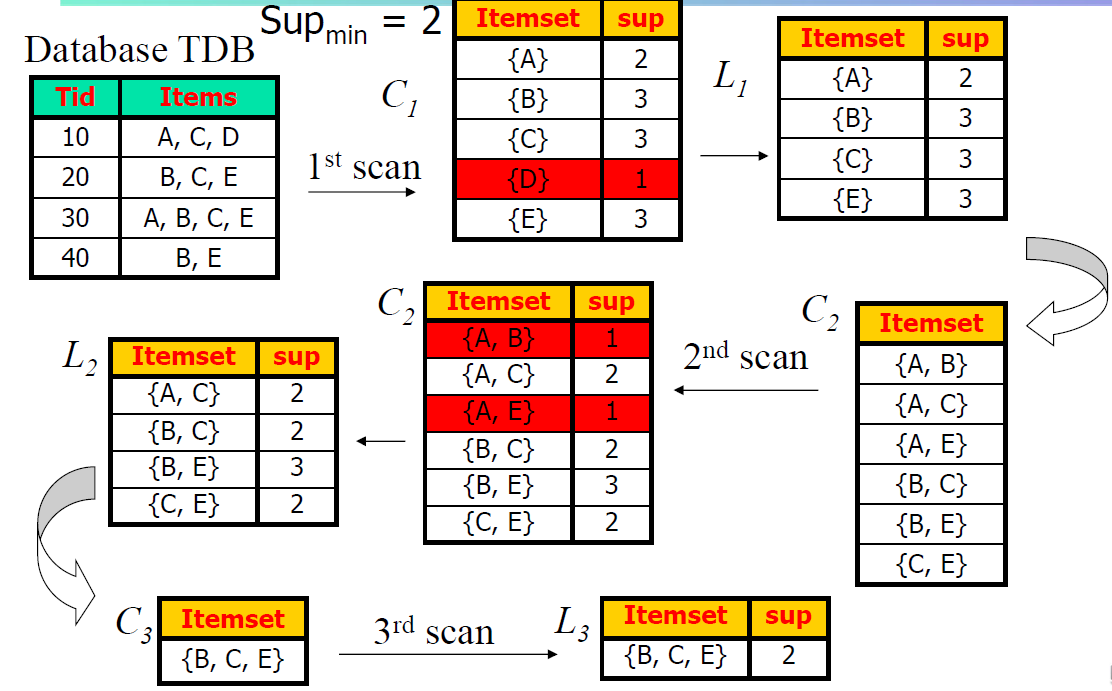 Sup_min = 2
Database TDB
Tid Items
10 A, C, D
20 B, C, E
30 A, B, C, E
40 B, E
1st scan
C_1
Itemset sup
{A} 2
{B} 3
{C} 3
{D} 1
{E} 3
L_1
Itemset sup
{A} 2
{B} 3
{C} 3
{E} 3
C_2
Itemset
{A, B}
{A, C}
{A, E}
{B, C}
{B, E}
{C, E}
2nd scan
C_2
Itemset sup
{A, B} 1
{A, C} 2
{A, E} 1
{B, C} 2
{B, E} 3
{C, E} 2
L_2
Itemset sup
{A, C} 2
{B, C} 2
{B, E} 3
{C, E} 2
C_3
Itemset
{B, C, E}
3rd scan
L_3
Itemset sup
{B, C, E} 2